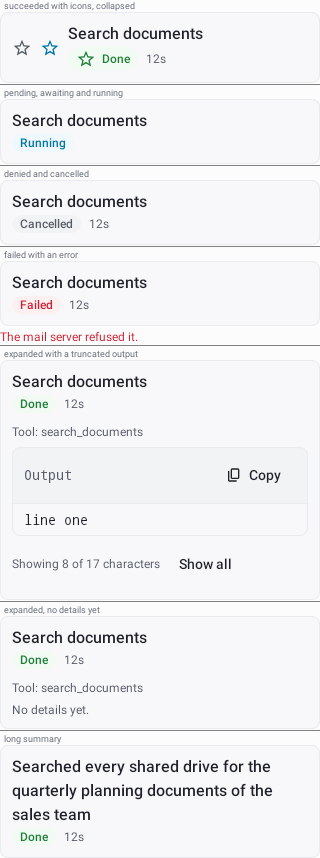 succeeded with icons, collapsed
Search documents
Done 12s
pending, awaiting and running
Search documents
Running
denied and cancelled
Search documents
Cancelled 12s
failed with an error
Search documents
Failed 12s
The mail server refused it.
expanded with a truncated output
Search documents
Done 12s
Tool: search_documents
Output Copy
line one
Showing 8 of 17 characters Show all
expanded, no details yet
Search documents
Done 12s
Tool: search_documents
No details yet.
long summary
Searched every shared drive for the
quarterly planning documents of the
sales team
Done 12s